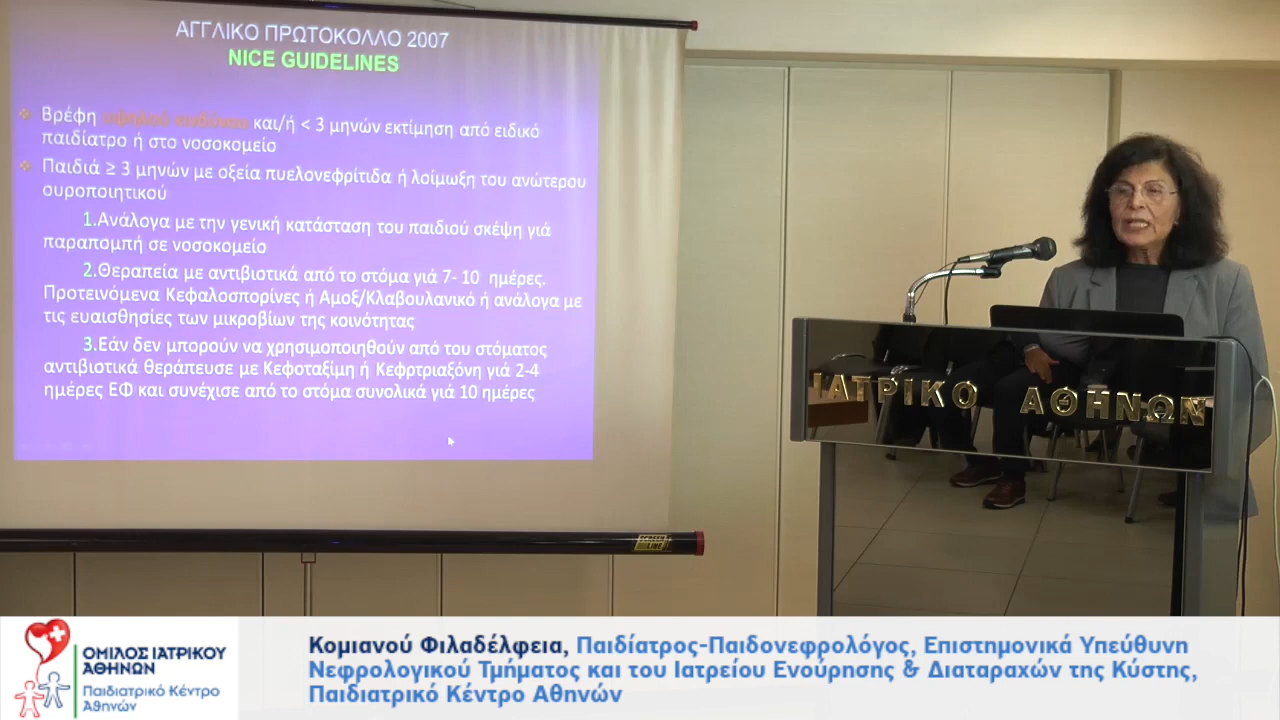 ΑΓΓΛΙΚΟ ΠΡΩΤΟΚΟΛΛΟ 2007
NICE GUIDELINES
Βρέφη υψηλού κινδύνου και/ή < 3 μηνών εκτίμηση από ειδικό
παιδίατρο ή στο νοσοκομείο
Παιδιά ≥ 3 μηνών με οξεία πυελονεφρίτιδα ή λοίμωξη του ανώτερου
ουροποιητικού
1.Ανάλογα με την γενική κατάσταση του παιδιού σκέψη γιά
παραπομπή σε νοσοκομείο
2.Θεραπεία με αντιβιοτικά από το στόμα γιά 7- 10 ημέρες.
Προτεινόμενα Κεφαλοσπορίνες ή Αμοξ/Κλαβουλανικό ή ανάλογα με
τις ευαισθησίες των μικροβίων της κοινότητας
3.Εάν δεν μπορούν να χρησιμοποιηθούν από του στόματος
αντιβιοτικά θεράπευσε με Κεφοταξίμη ή Κεφρτριαξόνη γιά 2-4
ημέρες ΕΦ και συνέχισε από το στόμα συνολικά γιά 10 ημέρες
SCREEN
LINE
ΙΑΤΡΙΚΟ ΑΘΗΝΩΝ
ΟΜΙΛΟΣ ΙΑΤΡΙΚΟΥ
ΑΘΗΝΩΝ
Παιδιατρικό Κέντρο
Αθηνών
Κομιανού Φιλαδέλφεια, Παιδίατρος-Παιδονεφρολόγος, Επιστημονικά Υπεύθυνη
Νεφρολογικού Τμήματος και του Ιατρείου Ενούρησης & Διαταραχών της Κύστης,
Παιδιατρικό Κέντρο Αθηνών